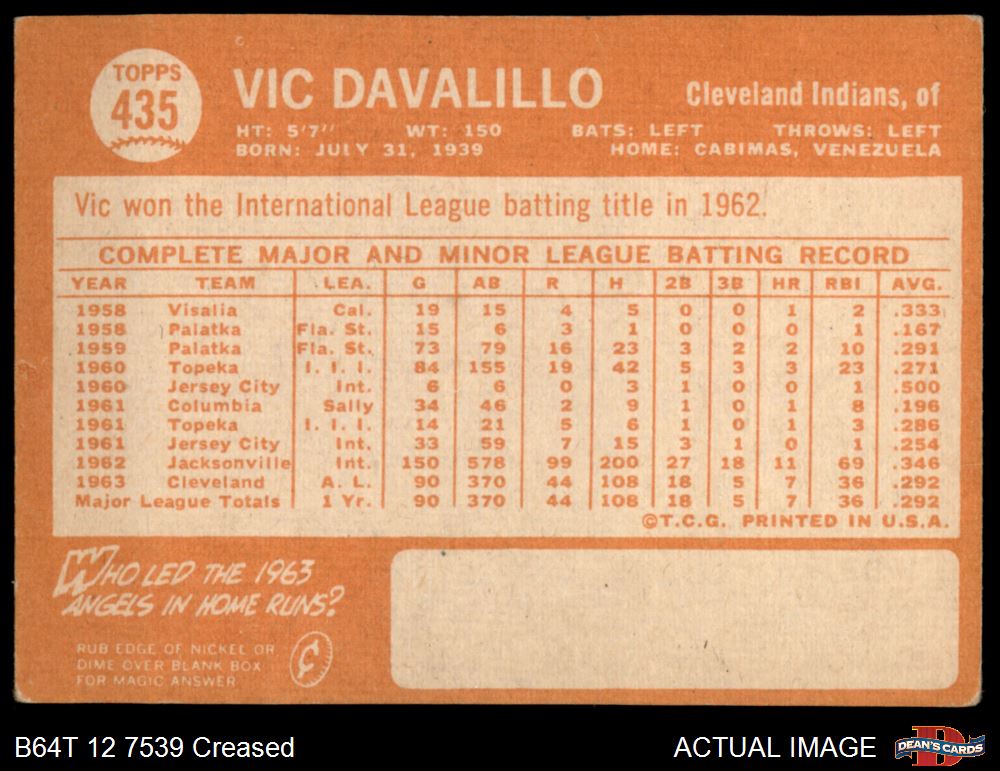 TOPPS
435
VIC DAVALILLO
Cleveland Indians, of
HT: 5'7" WT: 150 BATS: LEFT THROWS: LEFT
BORN: JULY 31, 1939 HOME: CABIMAS, VENEZUELA
Vic won the International League batting title in 1962.
COMPLETE MAJOR AND MINOR LEAGUE BATTING RECORD
YEAR TEAM LEA. G AB R H 2B 3B HR RBI AVG.
1958 Visalia Cal. 19 15 4 5 0 0 1 2 .333
1958 Palatka Fla. St. 15 6 3 1 0 0 0 1 .167
1959 Palatka Fla. St. 73 79 16 23 3 2 2 10 .291
1960 Topeka I. I. I. 84 155 19 42 5 3 3 23 .271
1960 Jersey City Int. 6 6 0 3 1 0 0 1 .500
1961 Columbia Sally 34 46 2 9 1 0 1 8 .196
1961 Topeka I. I. I. 14 21 5 6 1 0 1 3 .286
1961 Jersey City Int. 33 59 7 15 3 1 0 1 .254
1962 Jacksonville Int. 150 578 99 200 27 18 11 69 .346
1963 Cleveland A. L. 90 370 44 108 18 5 7 36 .292
Major League Totals 1 Yr. 90 370 44 108 18 5 7 36 .292
©T.C.G. PRINTED IN U.S.A.
WHO LED THE 1963
ANGELS IN HOME RUNS?
RUB EDGE OF NICKEL OR
DIME OVER BLANK BOX
FOR MAGIC ANSWER
¢
B64T 12 7539 Creased
ACTUAL IMAGE
D
DEAN'S CARDS